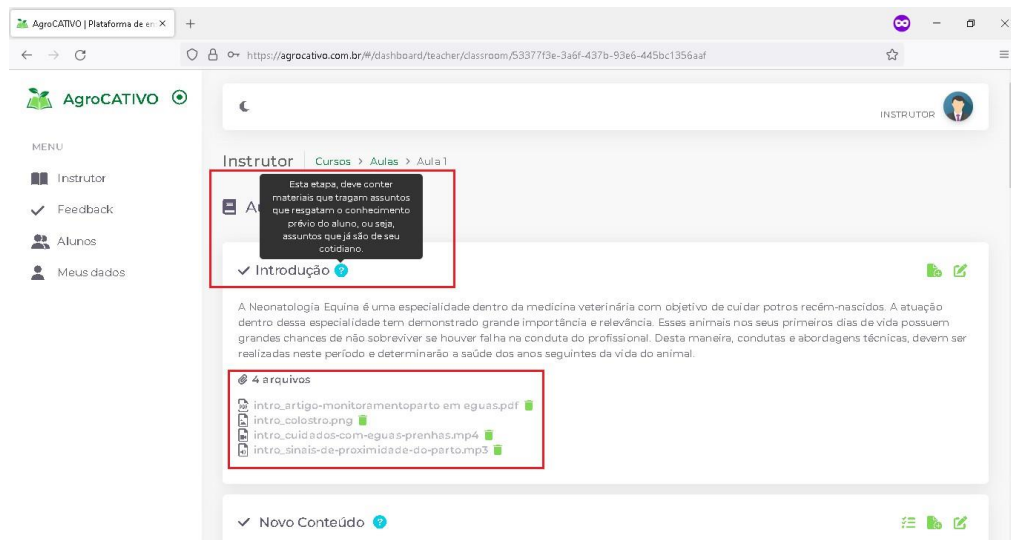 AgroCATIVO | Plataforma de en
https://agrocativo.com.br/#/dashboard/teacher/classroom/53377f3e-3a6f-437b-93e6-445bc1356aaf
AgroCATIVO
INSTRUTOR
MENU
Instrutor
Feedback
Alunos
Meus dados
Instrutor Cursos > Aulas > Aula 1
Esta etapa, deve conter
materiais que tragam assuntos
que resgatam o conhecimento
prévio do aluno, ou seja,
assuntos que já são de seu
cotidiano.
A
Introdução ?
A Neonatologia Equina é uma especialidade dentro da medicina veterinária com objetivo de cuidar potros recém-nascidos. A atuação
dentro dessa especialidade tem demonstrado grande importância e relevância. Esses animais nos seus primeiros dias de vida possuem
grandes chances de não sobreviver se houver falha na conduta do profissional. Desta maneira, condutas e abordagens técnicas, devem ser
realizadas neste período e determinarão a saúde dos anos seguintes da vida do animal.
4 arquivos
intro_artigo-monitoramentoparto em eguas.pdf
intro_colostro.png
intro_cuidados-com-eguas-prenhas.mp4
intro_sinais-de-proximidade-do-parto.mp3
Novo Conteúdo ?